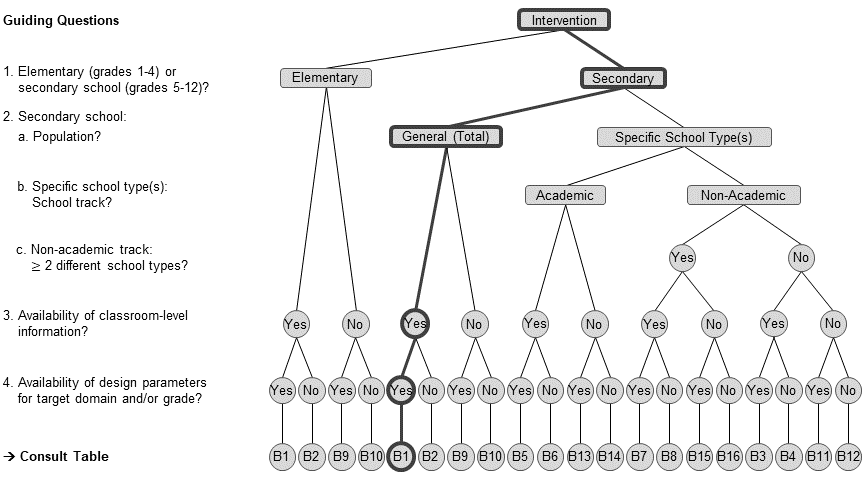 Guiding Questions
Intervention
1. Elementary (grades 1-4) or
secondary school (grades 5-12)?
Elementary
Secondary
2. Secondary school:
a. Population?
General (Total)
Specific School Type(s)
b. Specific school type(s):
School track?
Academic
Non-Academic
c. Non-academic track:
≥ 2 different school types?
Yes
No
3. Availability of classroom-level
information?
Yes No Yes No Yes No Yes No Yes No
4. Availability of design parameters
for target domain and/or grade?
Yes No Yes No Yes No Yes No Yes No Yes No Yes No Yes No Yes No Yes No
→ Consult Table
B1 B2 B9 B10 B1 B2 B9 B10 B5 B6 B13 B14 B7 B8 B15 B16 B3 B4 B11 B12